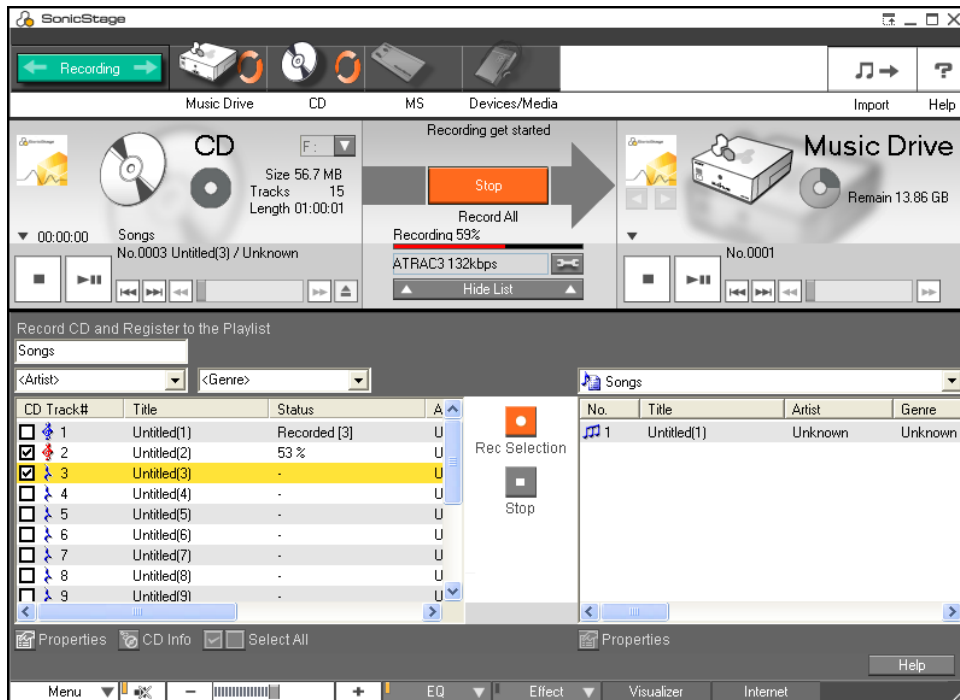 SonicStage
Recording
Music Drive CD MS Devices/Media Import Help
SonicStage
CD
F:
Size 56.7 MB
Tracks 15
Length 01:00:01
00:00:00 Songs
No.0003 Untitled(3) / Unknown
Recording get started
Stop
Record All
Recording 59%
ATRAC3 132kbps
Hide List
SonicStage
Music Drive
Remain 13.86 GB
No.0001
Record CD and Register to the Playlist
Songs
<Artist> <Genre>
CD Track# Title Status A
1 Untitled(1) Recorded [3] U
2 Untitled(2) 53 % U
3 Untitled(3) - U
4 Untitled(4) - U
5 Untitled(5) - U
6 Untitled(6) - U
7 Untitled(7) - U
8 Untitled(8) - U
9 Untitled(9) - U
Rec Selection
Stop
Songs
No. Title Artist Genre
1 Untitled(1) Unknown Unknown
Properties CD Info Select All
Properties
Help
Menu EQ Effect Visualizer Internet